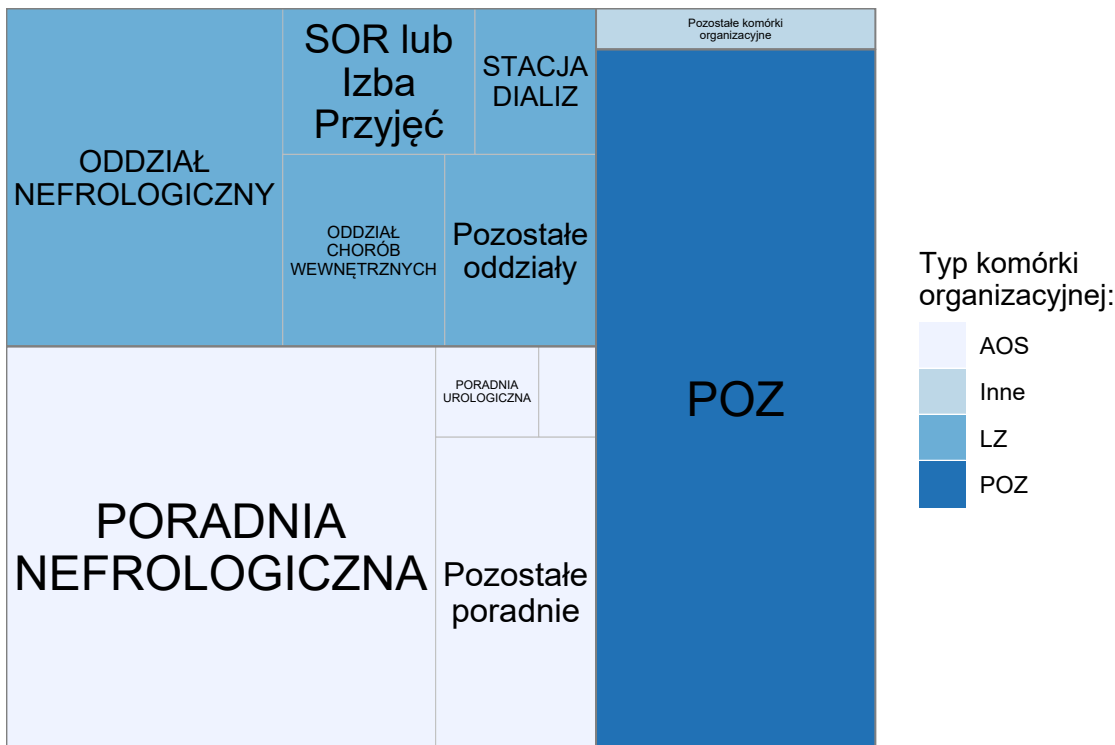 ODDZIAŁ
NEFROLOGICZNY
SOR lub
Izba
Przyjęć
STACJA
DIALIZ
ODDZIAŁ
CHORÓB
WEWNĘTRZNYCH
Pozostałe
oddziały
Pozostałe komórki
organizacyjne
POZ
PORADNIA
NEFROLOGICZNA
PORADNIA
UROLOGICZNA
Pozostałe
poradnie
Typ komórki
organizacyjnej:
AOS
Inne
LZ
POZ